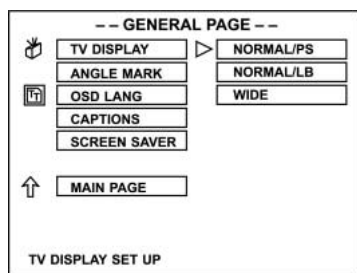 -- GENERAL PAGE --
TV DISPLAY
NORMAL/PS
ANGLE MARK
NORMAL/LB
OSD LANG
WIDE
CAPTIONS
SCREEN SAVER
MAIN PAGE
TV DISPLAY SET UP